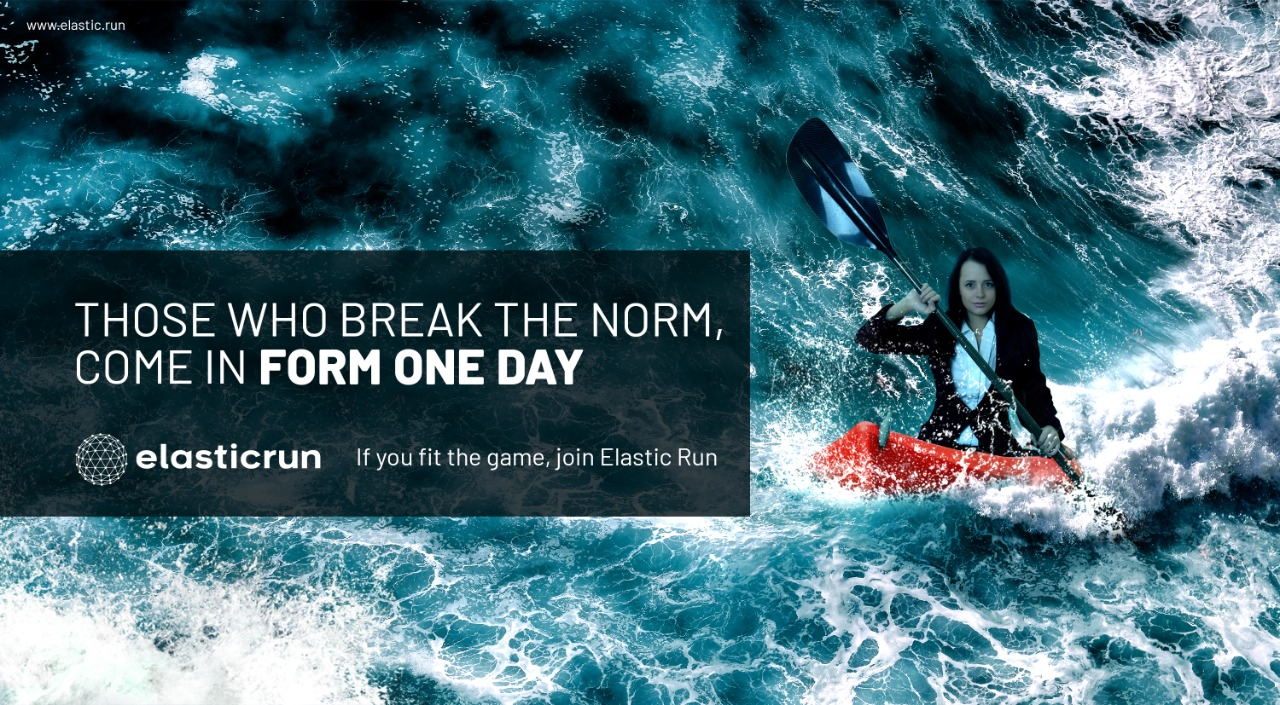 www.elastic.run
THOSE WHO BREAK THE NORM,
COME IN FORM ONE DAY
elasticrun
If you fit the game, join Elastic Run